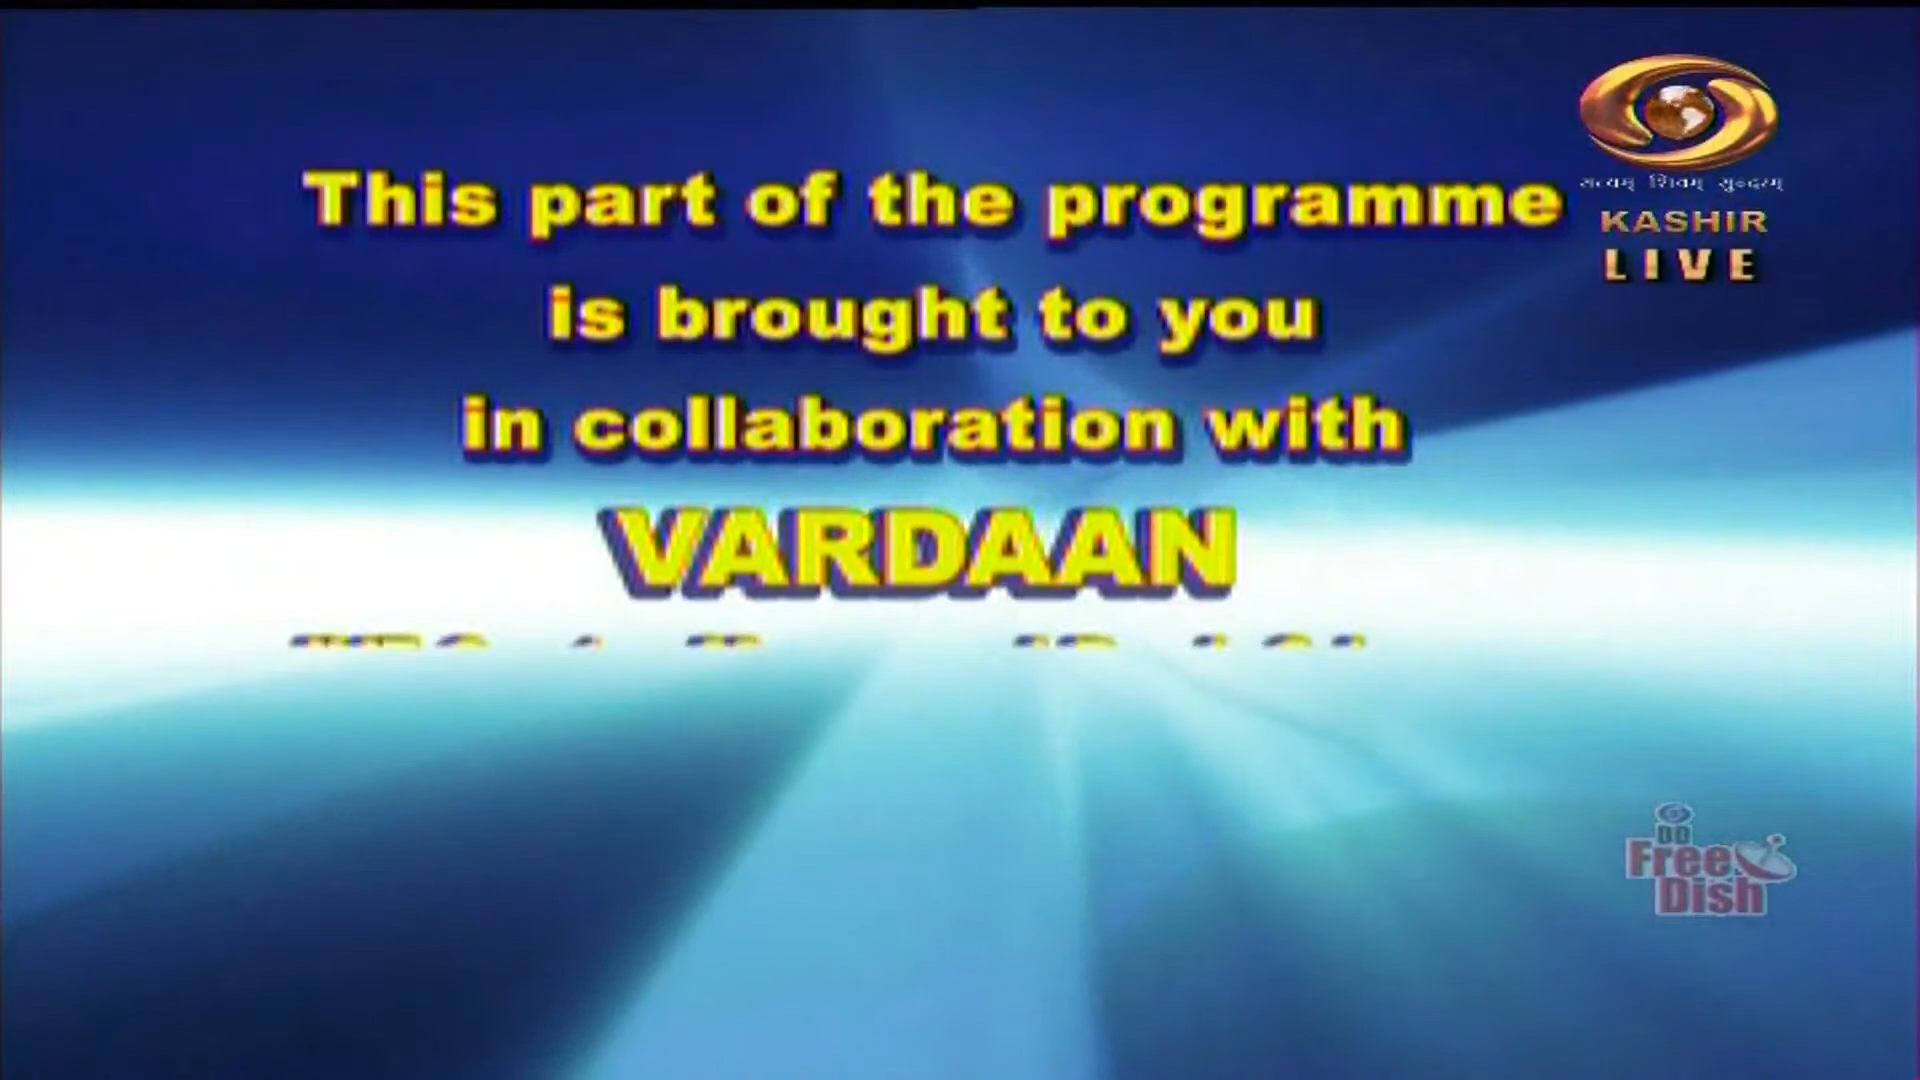 This part of the programme
is brought to you
in collaboration with
VARDAAN
सत्यम् शिवम् सुन्दरम्
KASHIR
LIVE
DD
Free
Dish